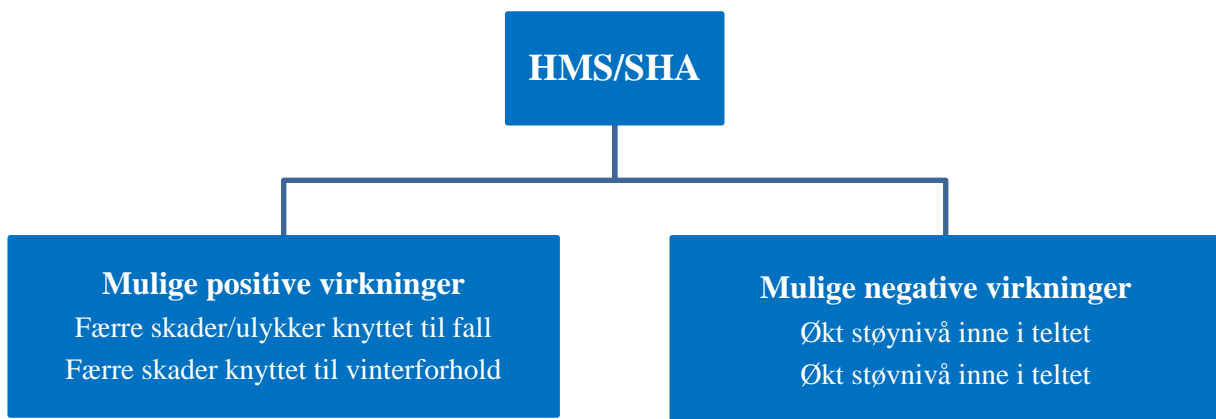 HMS/SHA
Mulige positive virkninger
Færre skader/ulykker knyttet til fall
Færre skader knyttet til vinterforhold
Mulige negative virkninger
Økt støynivå inne i teltet
Økt støvnivå inne i teltet